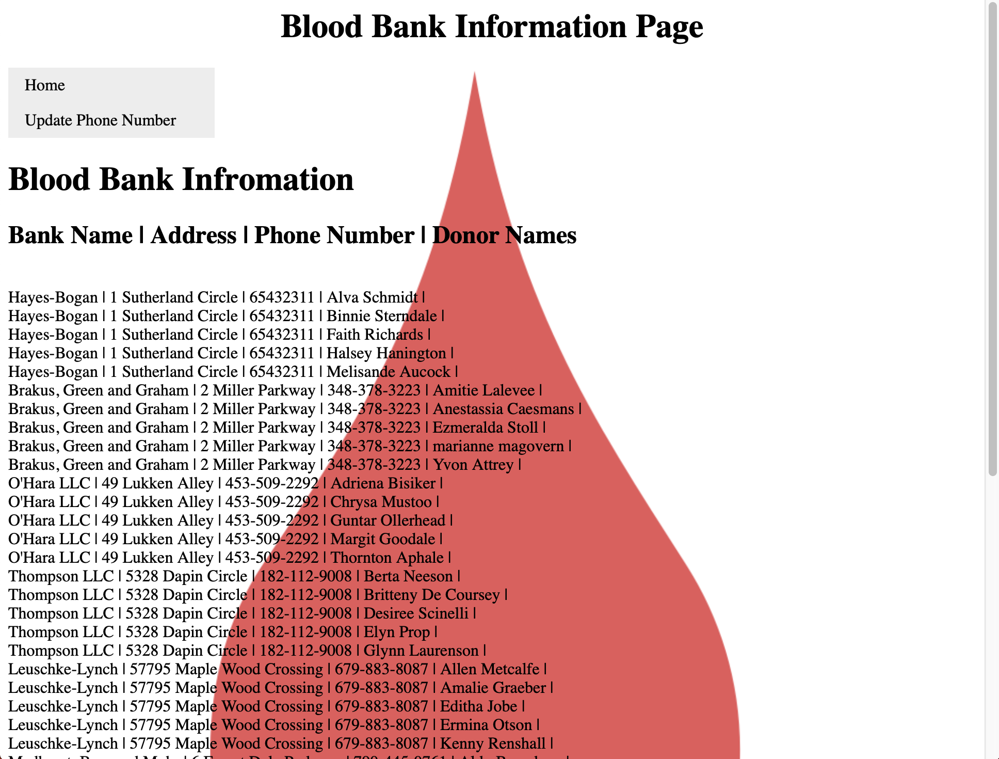 Blood Bank Information Page
Home
Update Phone Number
Blood Bank Infromation
Bank Name | Address | Phone Number | Donor Names
Hayes-Bogan | 1 Sutherland Circle | 65432311 | Alva Schmidt |
Hayes-Bogan | 1 Sutherland Circle | 65432311 | Binnie Sterndale |
Hayes-Bogan | 1 Sutherland Circle | 65432311 | Faith Richards |
Hayes-Bogan | 1 Sutherland Circle | 65432311 | Halsey Hanington |
Hayes-Bogan | 1 Sutherland Circle | 65432311 | Melisande Aucock |
Brakus, Green and Graham | 2 Miller Parkway | 348-378-3223 | Amitie Lalevee |
Brakus, Green and Graham | 2 Miller Parkway | 348-378-3223 | Anestassia Caesmans |
Brakus, Green and Graham | 2 Miller Parkway | 348-378-3223 | Ezmeralda Stoll |
Brakus, Green and Graham | 2 Miller Parkway | 348-378-3223 | marianne magovern |
Brakus, Green and Graham | 2 Miller Parkway | 348-378-3223 | Yvon Attrey |
O'Hara LLC | 49 Lukken Alley | 453-509-2292 | Adriena Bisiker |
O'Hara LLC | 49 Lukken Alley | 453-509-2292 | Chrysa Mustoo |
O'Hara LLC | 49 Lukken Alley | 453-509-2292 | Guntar Ollerhead |
O'Hara LLC | 49 Lukken Alley | 453-509-2292 | Margit Goodale |
O'Hara LLC | 49 Lukken Alley | 453-509-2292 | Thornton Aphale |
Thompson LLC | 5328 Dapin Circle | 182-112-9008 | Berta Neeson |
Thompson LLC | 5328 Dapin Circle | 182-112-9008 | Britteny De Coursey |
Thompson LLC | 5328 Dapin Circle | 182-112-9008 | Desiree Scinelli |
Thompson LLC | 5328 Dapin Circle | 182-112-9008 | Elyn Prop |
Thompson LLC | 5328 Dapin Circle | 182-112-9008 | Glynn Laurenson |
Leuschke-Lynch | 57795 Maple Wood Crossing | 679-883-8087 | Allen Metcalfe |
Leuschke-Lynch | 57795 Maple Wood Crossing | 679-883-8087 | Amalie Graeber |
Leuschke-Lynch | 57795 Maple Wood Crossing | 679-883-8087 | Editha Jobe |
Leuschke-Lynch | 57795 Maple Wood Crossing | 679-883-8087 | Ermina Otson |
Leuschke-Lynch | 57795 Maple Wood Crossing | 679-883-8087 | Kenny Renshall |